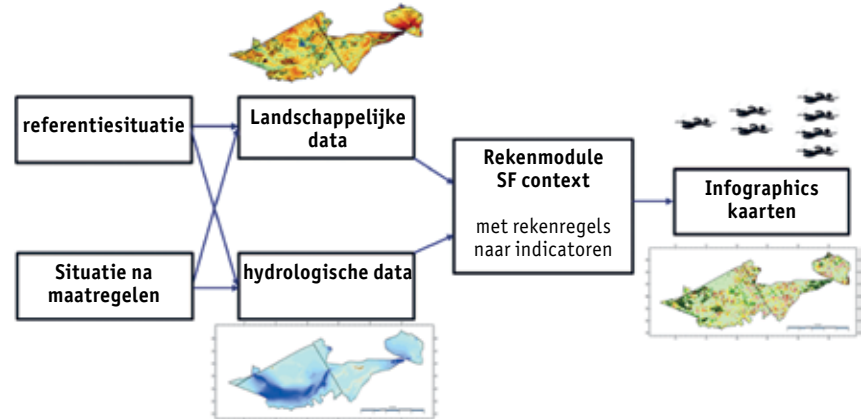 referentiesituatie
Landschappelijke
data
Situatie na
maatregelen
hydrologische data
Rekenmodule
SF context
met rekenregels
naar indicatoren
Infographics
kaarten